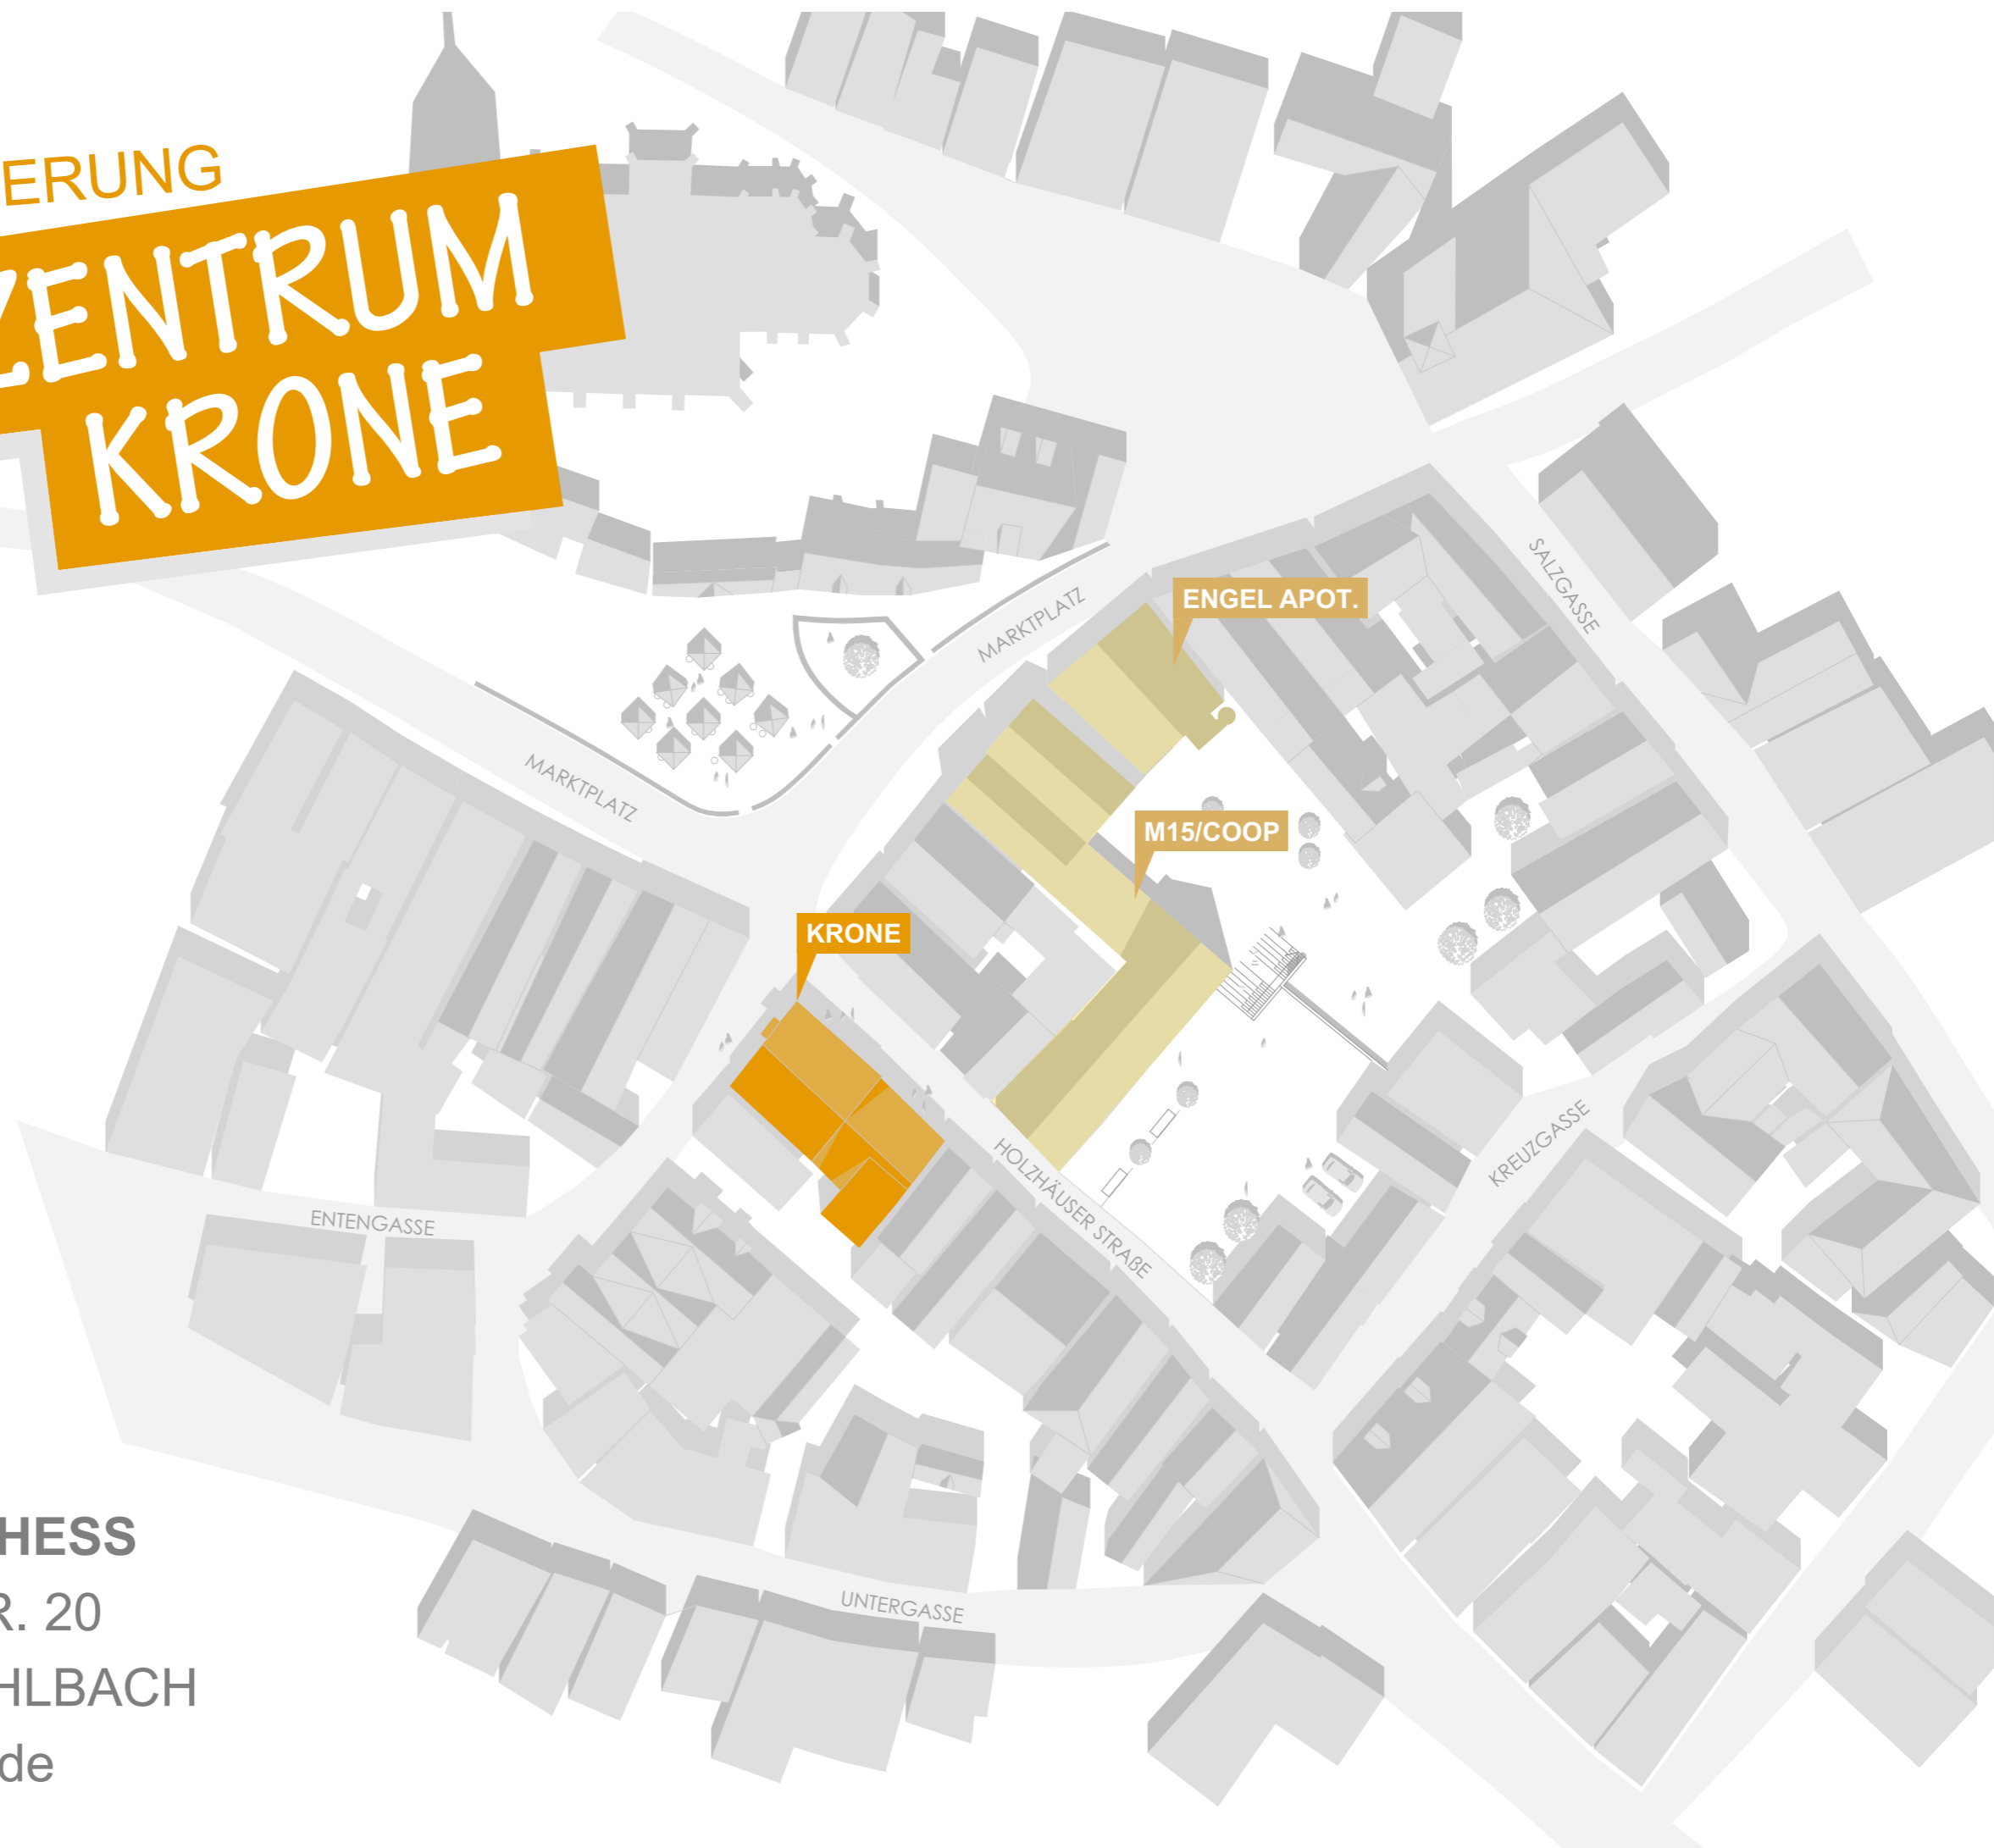 ERUNG
ZENTRUM
KRONE
ENGEL APOT.
SALZGASSE
MARKTPLATZ
MARKTPLATZ
M15/COOP
KRONE
HOLZHÄUSER STRAßE
KREUZGASSE
ENTENGASSE
UNTERGASSE
HESS
R. 20
HLBACH
de